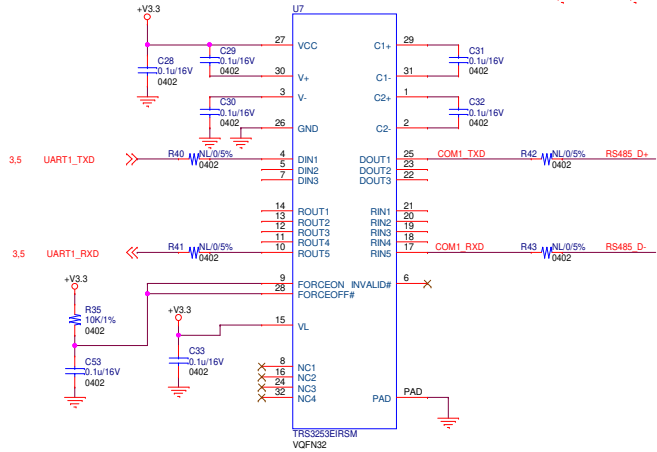 +V3.3
U7
C28
0.1u/16V
0402
C29
0.1u/16V
0402
27
VCC
C1+
29
C31
0.1u/16V
0402
30
V+
C1-
31
3
V-
C2+
1
C30
0.1u/16V
0402
C32
0.1u/16V
0402
26
GND
C2-
2
3,5 UART1_TXD
R40 NL/0/5%
0402
4
DIN1
DOUT1
25
COM1_TXD
R42 NL/0/5%
0402
RS485_D+
5
DIN2
DOUT2
23
7
DIN3
DOUT3
22
14
ROUT1
RIN1
21
13
ROUT2
RIN2
20
12
ROUT3
RIN3
19
11
ROUT4
RIN4
18
3,5 UART1_RXD
R41 NL/0/5%
0402
10
ROUT5
RIN5
17
COM1_RXD
R43 NL/0/5%
0402
RS485_D-
9
FORCEON
INVALID#
6
28
FORCEOFF#
+V3.3
R35
10K/1%
0402
+V3.3
15
VL
C53
0.1u/16V
0402
C33
0.1u/16V
0402
8
NC1
16
NC2
24
NC3
32
NC4
PAD
PAD
TRS3253EIRSM
VQFN32